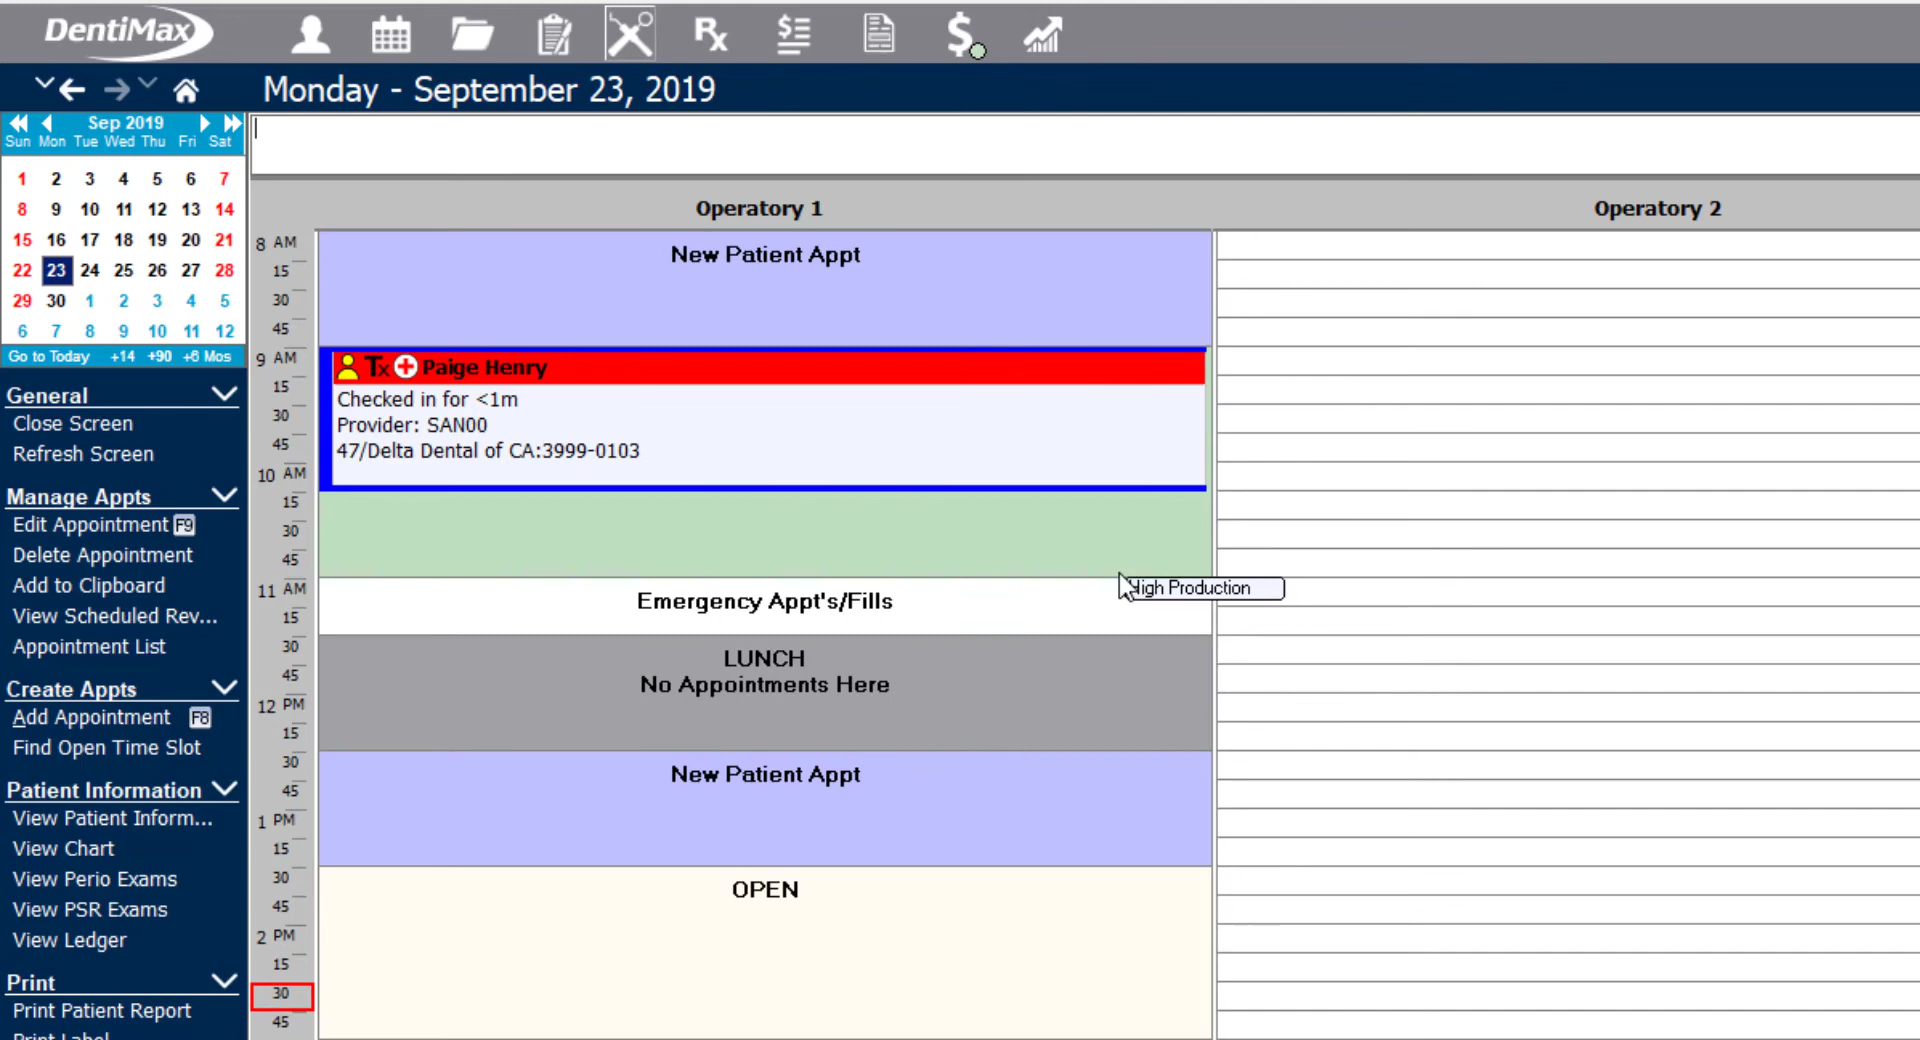 DentiMax
Rx
Monday - September 23, 2019
Sep 2019
Sun Mon Tue Wed Thu Fri Sat
1 2 3 4 5 6 7
8 9 10 11 12 13 14
15 16 17 18 19 20 21
22 23 24 25 26 27 28
29 30 1 2 3 4 5
6 7 8 9 10 11 12
Go to Today +14 +90 +6 Mos
General
Close Screen
Refresh Screen
Manage Appts
Edit Appointment F9
Delete Appointment
Add to Clipboard
View Scheduled Rev...
Appointment List
Create Appts
Add Appointment F8
Find Open Time Slot
Patient Information
View Patient Inform...
View Chart
View Perio Exams
View PSR Exams
View Ledger
Print
Print Patient Report
Print Label
Operatory 1
Operatory 2
8 AM
15
30
45
9 AM
15
30
45
10 AM
15
30
45
11 AM
15
30
45
12 PM
15
30
45
1 PM
15
30
45
2 PM
15
30
45
New Patient Appt
Tx Paige Henry
Checked in for <1m
Provider: SAN00
47/Delta Dental of CA:3999-0103
High Production
Emergency Appt's/Fills
LUNCH
No Appointments Here
New Patient Appt
OPEN